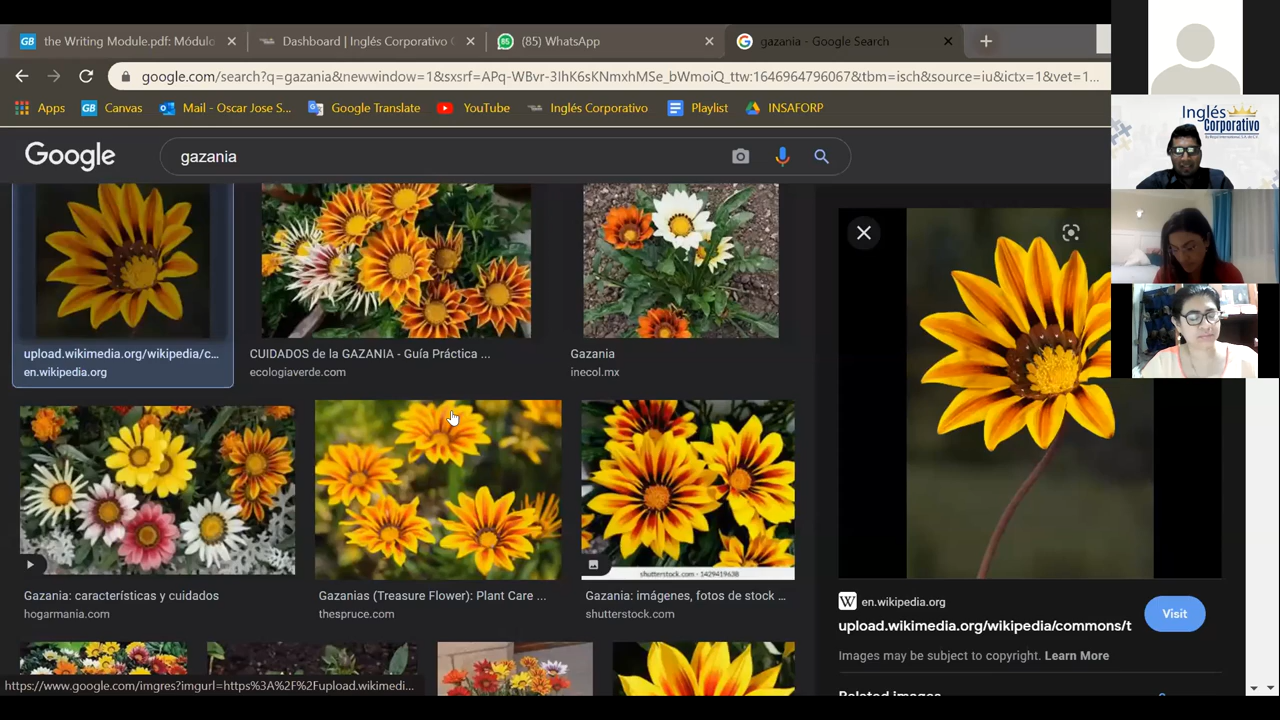 the Writing Module.pdf: Módulo
Dashboard | Inglés Corporativo
(85) WhatsApp
gazania - Google Search
google.com/search?q=gazania&newwindow=1&sxsrf=APq-WBvr-3IhK6sKNmxhMSe_bWmoiQ_ttw:1646964796067&tbm=isch&source=iu&ictx=1&vet=1...
Apps
Canvas
Mail - Oscar Jose S...
Google Translate
YouTube
Inglés Corporativo
Playlist
INSAFORP
Inglés
Corporativo
Google
gazania
upload.wikimedia.org/wikipedia/c...
en.wikipedia.org
CUIDADOS de la GAZANIA - Guía Práctica ...
ecologiaverde.com
Gazania
inecol.mx
shutterstock.com · 1429419638
Gazania: características y cuidados
hogarmania.com
Gazanias (Treasure Flower): Plant Care ...
thespruce.com
Gazania: imágenes, fotos de stock ...
shutterstock.com
W en.wikipedia.org
upload.wikimedia.org/wikipedia/commons/t
Visit
Images may be subject to copyright. Learn More
Related images
https://www.google.com/imgres?imgurl=https%3A%2F%2Fupload.wikimedi...